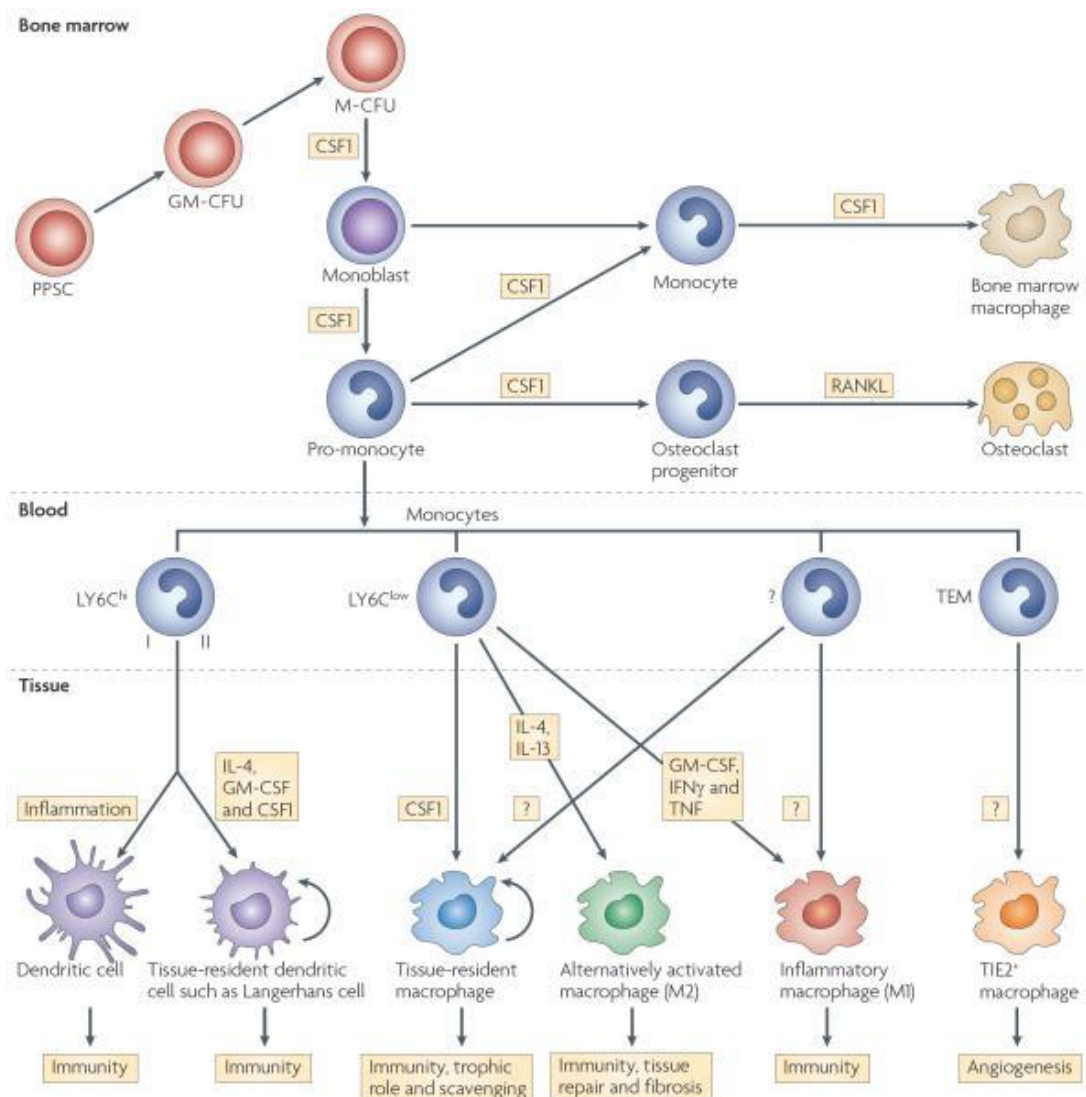 Bone marrow
M-CFU
CSF1
GM-CFU
CSF1
PPSC
Monoblast
CSF1
Monocyte
Bone marrow
macrophage
CSF1
CSF1
RANKL
Pro-monocyte
Osteoclast
progenitor
Osteoclast
Blood
Monocytes
LY6Chi
LY6Clow
?
TEM
I II
Tissue
IL-4,
IL-13
IL-4,
GM-CSF
and CSF1
GM-CSF,
IFNγ and
TNF
Inflammation
CSF1
?
?
?
Dendritic cell
Tissue-resident dendritic
cell such as Langerhans cell
Tissue-resident
macrophage
Alternatively activated
macrophage (M2)
Inflammatory
macrophage (M1)
TIE2+
macrophage
Immunity
Immunity
Immunity, trophic
role and scavenging
Immunity, tissue
repair and fibrosis
Immunity
Angiogenesis